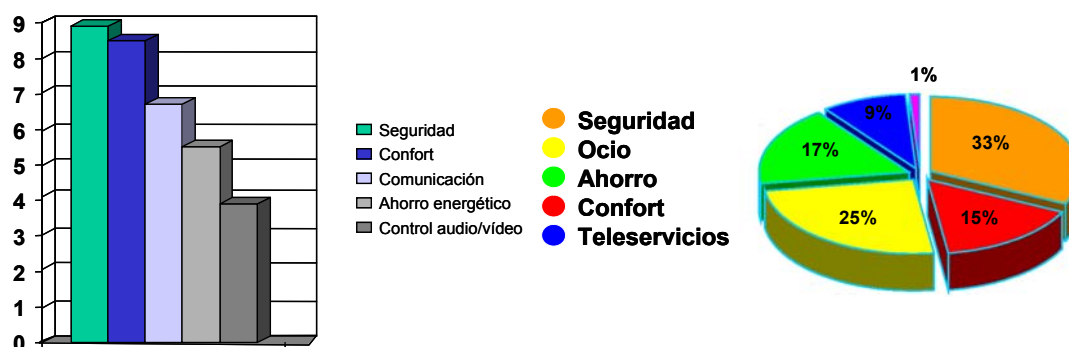 9
8
7
6
5
4
3
2
1
0
Seguridad
Confort
Comunicación
Ahorro energético
Control audio/vídeo
Seguridad
Ocio
Ahorro
Confort
Teleservicios
1%
9%
33%
17%
25%
15%